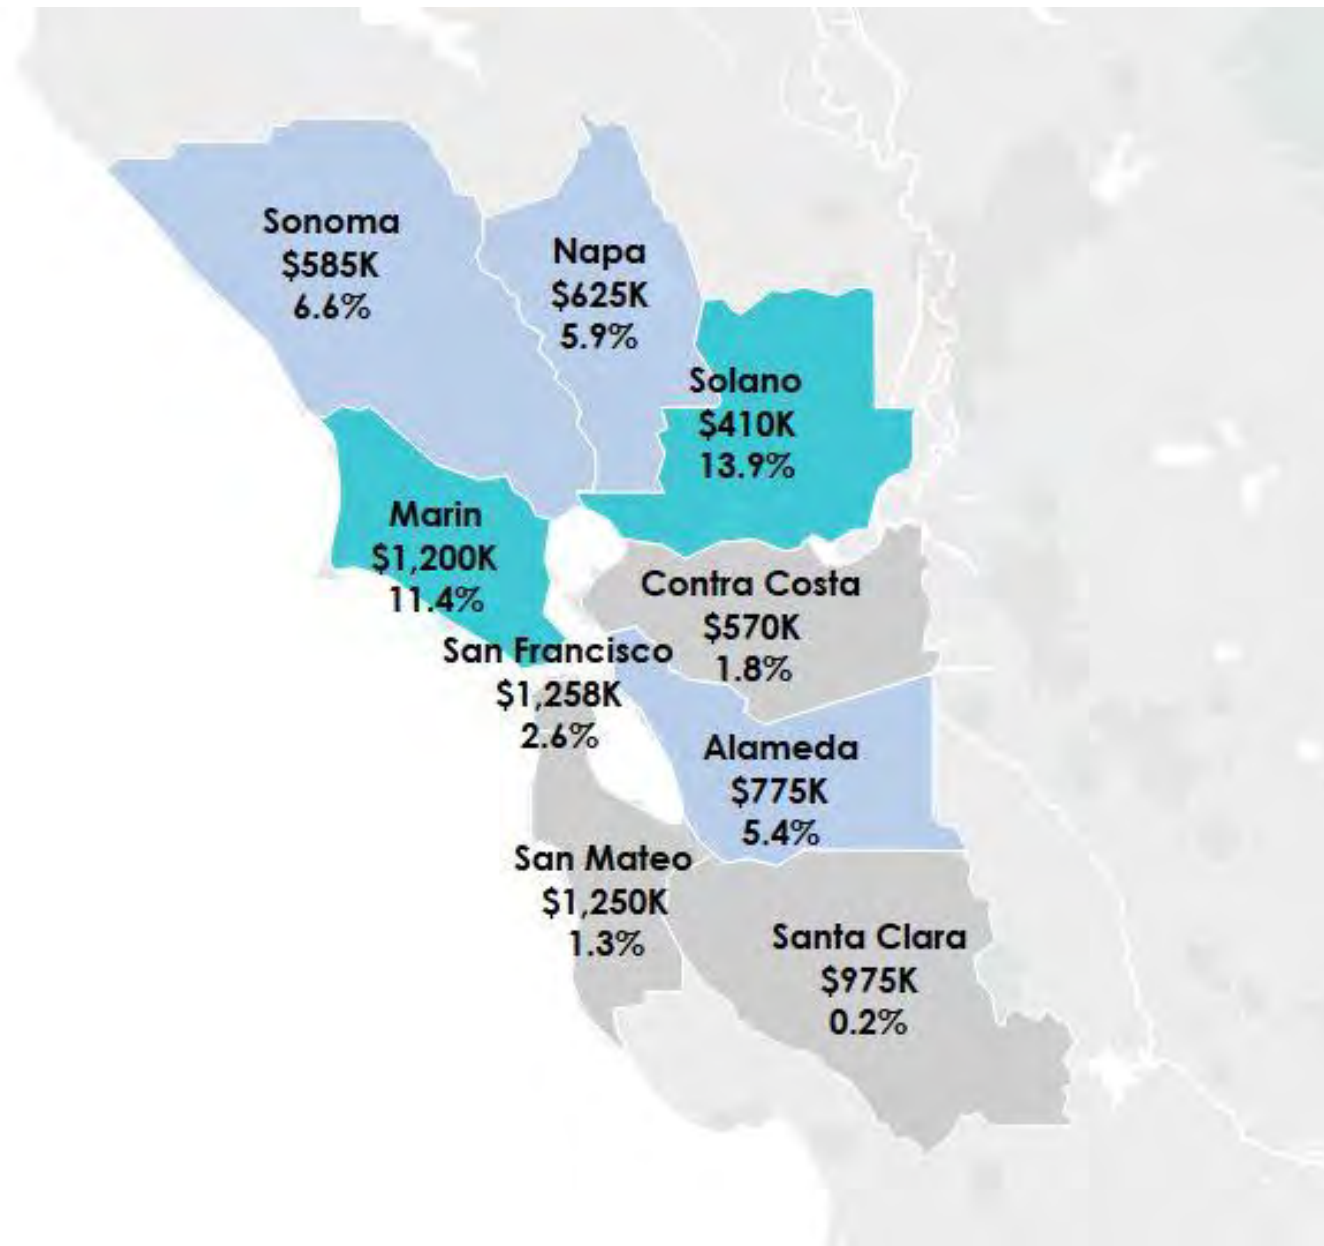 Sonoma
$585K
6.6%
Napa
$625K
5.9%
Solano
$410K
13.9%
Marin
$1,200K
11.4%
Contra Costa
$570K
1.8%
San Francisco
$1,258K
2.6%
Alameda
$775K
5.4%
San Mateo
$1,250K
1.3%
Santa Clara
$975K
0.2%